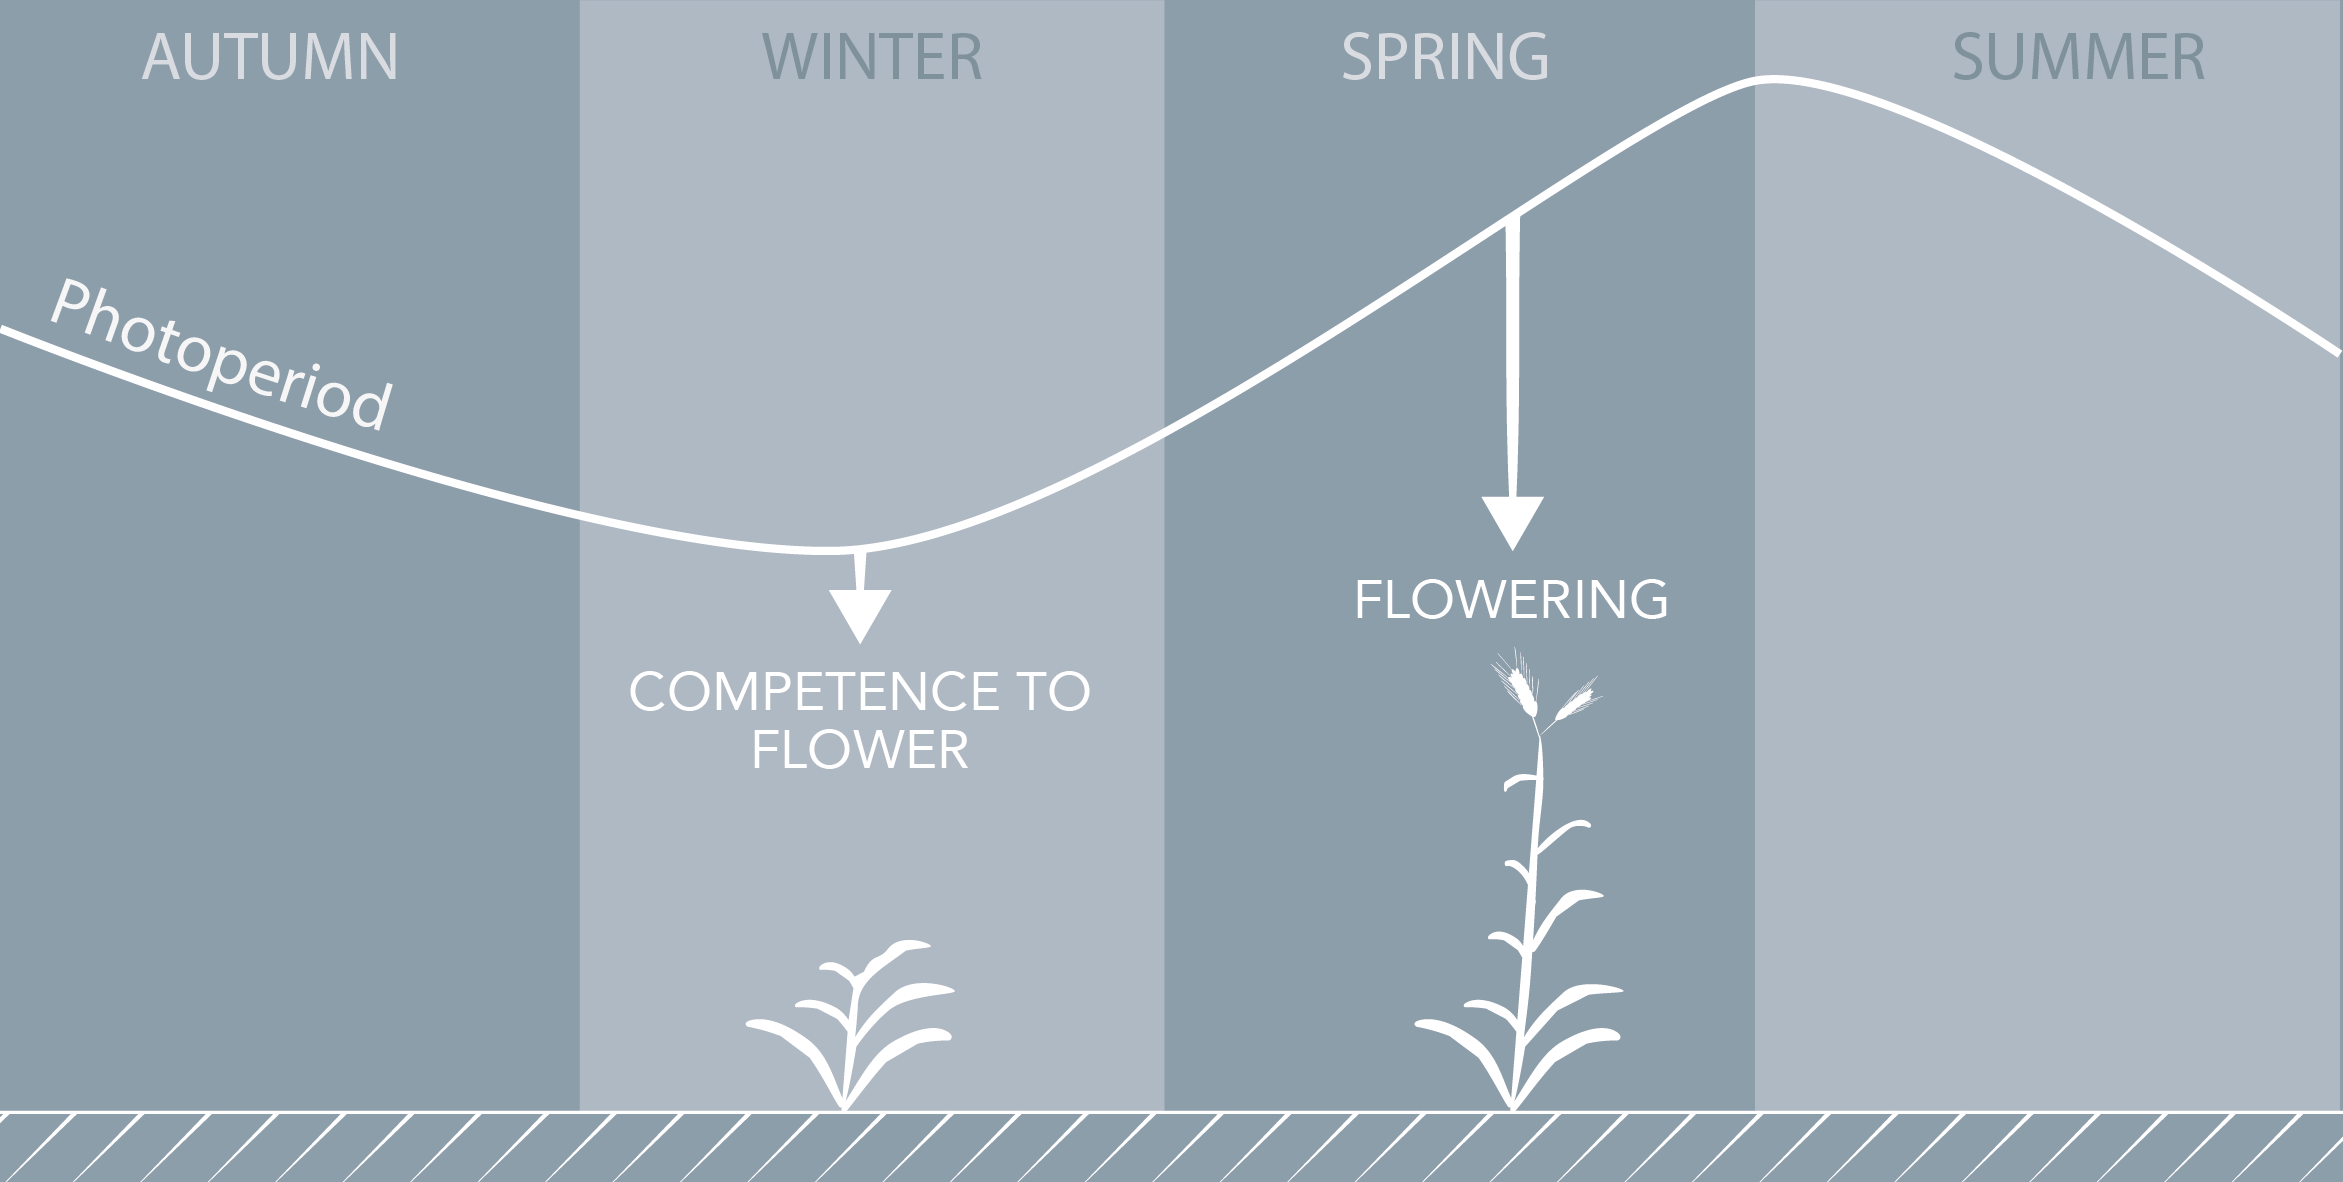 AUTUMN
WINTER
SPRING
SUMMER
Photoperiod
FLOWERING
COMPETENCE TO
FLOWER